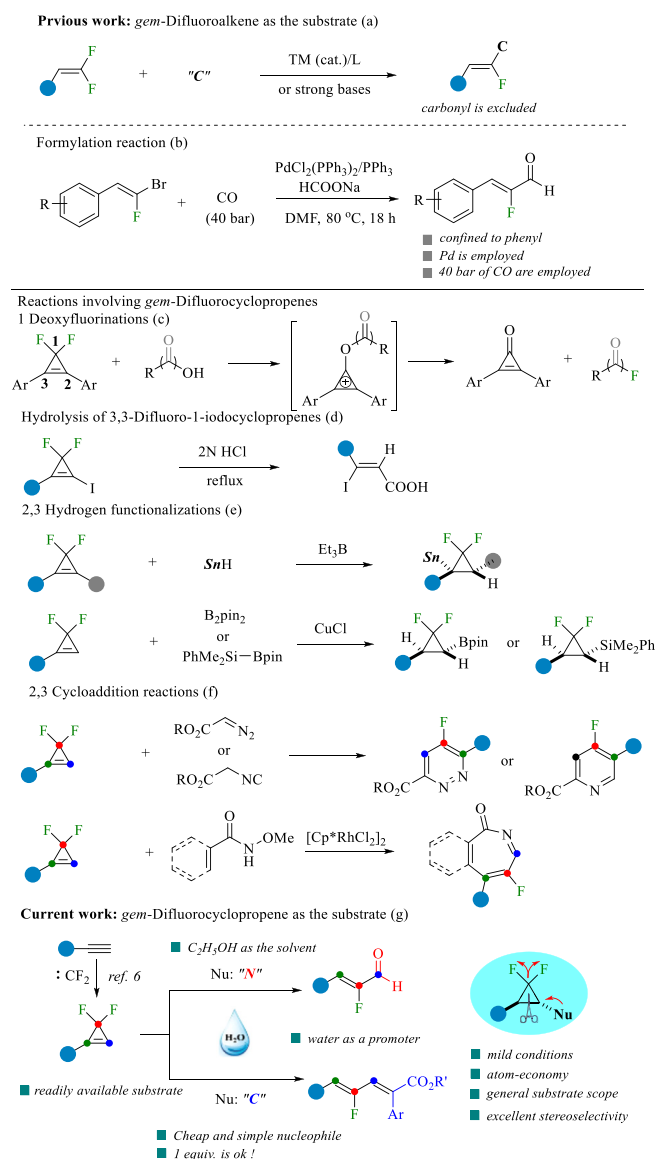 Prvious work: gem-Difluoroalkene as the substrate (a)
F
F
+
"C"
TM (cat.)/L
or strong bases
C
F
carbonyl is excluded
Formylation reaction (b)
R
Br
F
+
CO
(40 bar)
PdCl2(PPh3)2/PPh3
HCOONa
DMF, 80 °C, 18 h
R
O
H
F
confined to phenyl
Pd is employed
40 bar of CO are employed
Reactions involving gem-Difluorocyclopropenes
1 Deoxyfluorinations (c)
F 1 F
Ar 3 2 Ar
+
O
R OH
O
R
O
+
Ar Ar
O
Ar Ar
+
O
R F
Hydrolysis of 3,3-Difluoro-1-iodocyclopropenes (d)
F F
I
2N HCl
reflux
H
I COOH
2,3 Hydrogen functionalizations (e)
F F
+
SnH
Et3B
F F
Sn
H
F F
+
B2pin2
or
PhMe2Si—Bpin
CuCl
F F
H Bpin
H
or
F F
H SiMe2Ph
H
2,3 Cycloaddition reactions (f)
F F
+
RO2C N2
or
RO2C NC
F
RO2C N N
or
F
RO2C N
F F
+
O
N OMe
H
[Cp*RhCl2]2
O
N
F
Current work: gem-Difluorocyclopropene as the substrate (g)
: CF2 ref. 6
F F
readily available substrate
C2H5OH as the solvent
Nu: "N"
H2O
Nu: "C"
O
H
F
water as a promoter
CO2R'
F Ar
Cheap and simple nucleophile
1 equiv. is ok !
F F
Nu
mild conditions
atom-economy
general substrate scope
excellent stereoselectivity